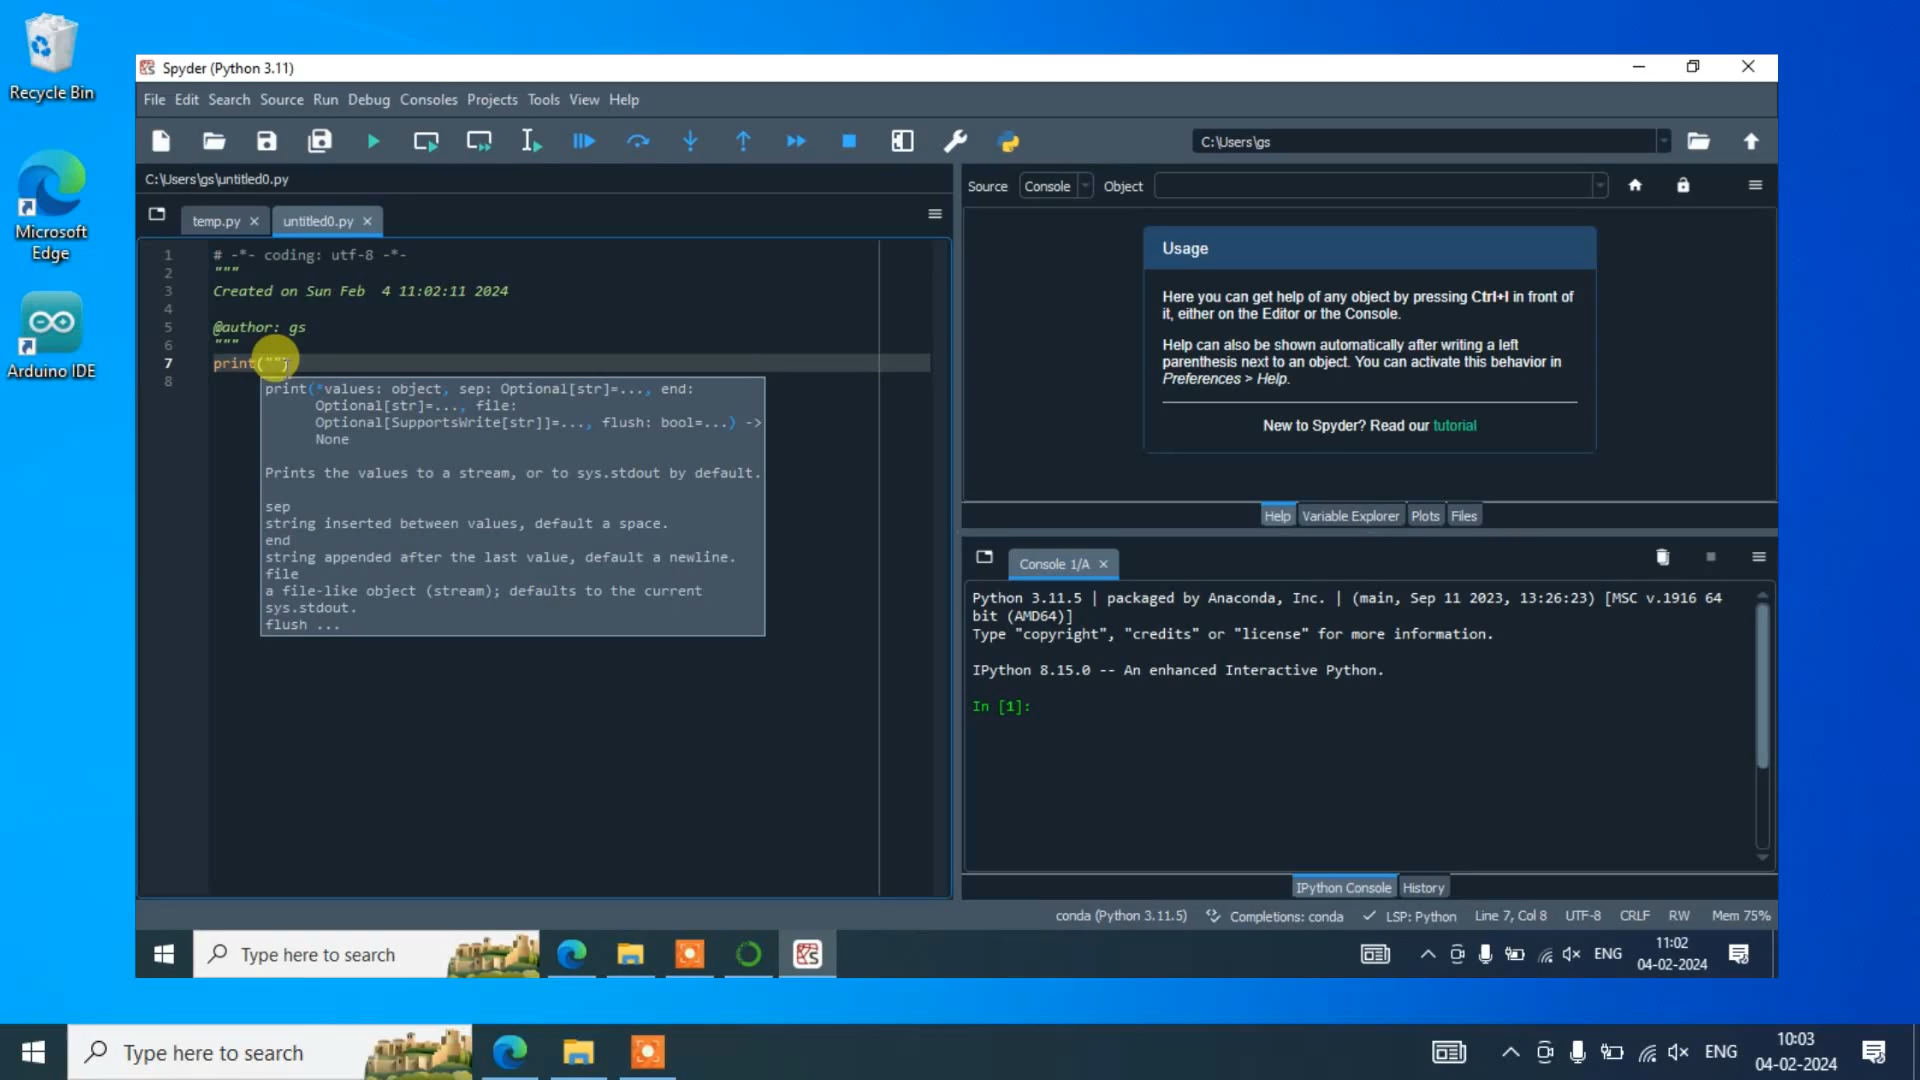 Recycle Bin
Microsoft
Edge
Arduino IDE
Spyder (Python 3.11)
File Edit Search Source Run Debug Consoles Projects Tools View Help
C:\Users\gs
C:\Users\gs\untitled0.py
temp.py
untitled0.py
1 # -*- coding: utf-8 -*-
2 """
3 Created on Sun Feb  4 11:02:11 2024
4
5 @author: gs
6 """
7 print("")
8
print(*values: object, sep: Optional[str]=..., end:
Optional[str]=..., file:
Optional[SupportsWrite[str]]=..., flush: bool=...) ->
None
Prints the values to a stream, or to sys.stdout by default.
sep
string inserted between values, default a space.
end
string appended after the last value, default a newline.
file
a file-like object (stream); defaults to the current
sys.stdout.
flush ...
Source Console Object
Usage
Here you can get help of any object by pressing Ctrl+I in front of
it, either on the Editor or the Console.
Help can also be shown automatically after writing a left
parenthesis next to an object. You can activate this behavior in
Preferences > Help.
New to Spyder? Read our tutorial
Help Variable Explorer Plots Files
Console 1/A
Python 3.11.5 | packaged by Anaconda, Inc. | (main, Sep 11 2023, 13:26:23) [MSC v.1916 64
bit (AMD64)]
Type "copyright", "credits" or "license" for more information.
IPython 8.15.0 -- An enhanced Interactive Python.
In [1]:
IPython Console History
conda (Python 3.11.5) Completions: conda LSP: Python Line 7, Col 8 UTF-8 CRLF RW Mem 75%
Type here to search
ENG
11:02
04-02-2024
Type here to search
ENG
10:03
04-02-2024